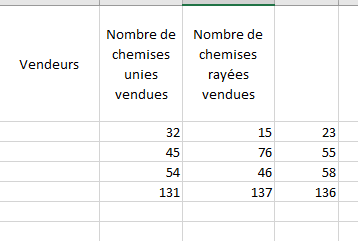 Vendeurs
Nombre de
chemises
unies
vendues
Nombre de
chemises
rayées
vendues
32 15 23
45 76 55
54 46 58
131 137 136